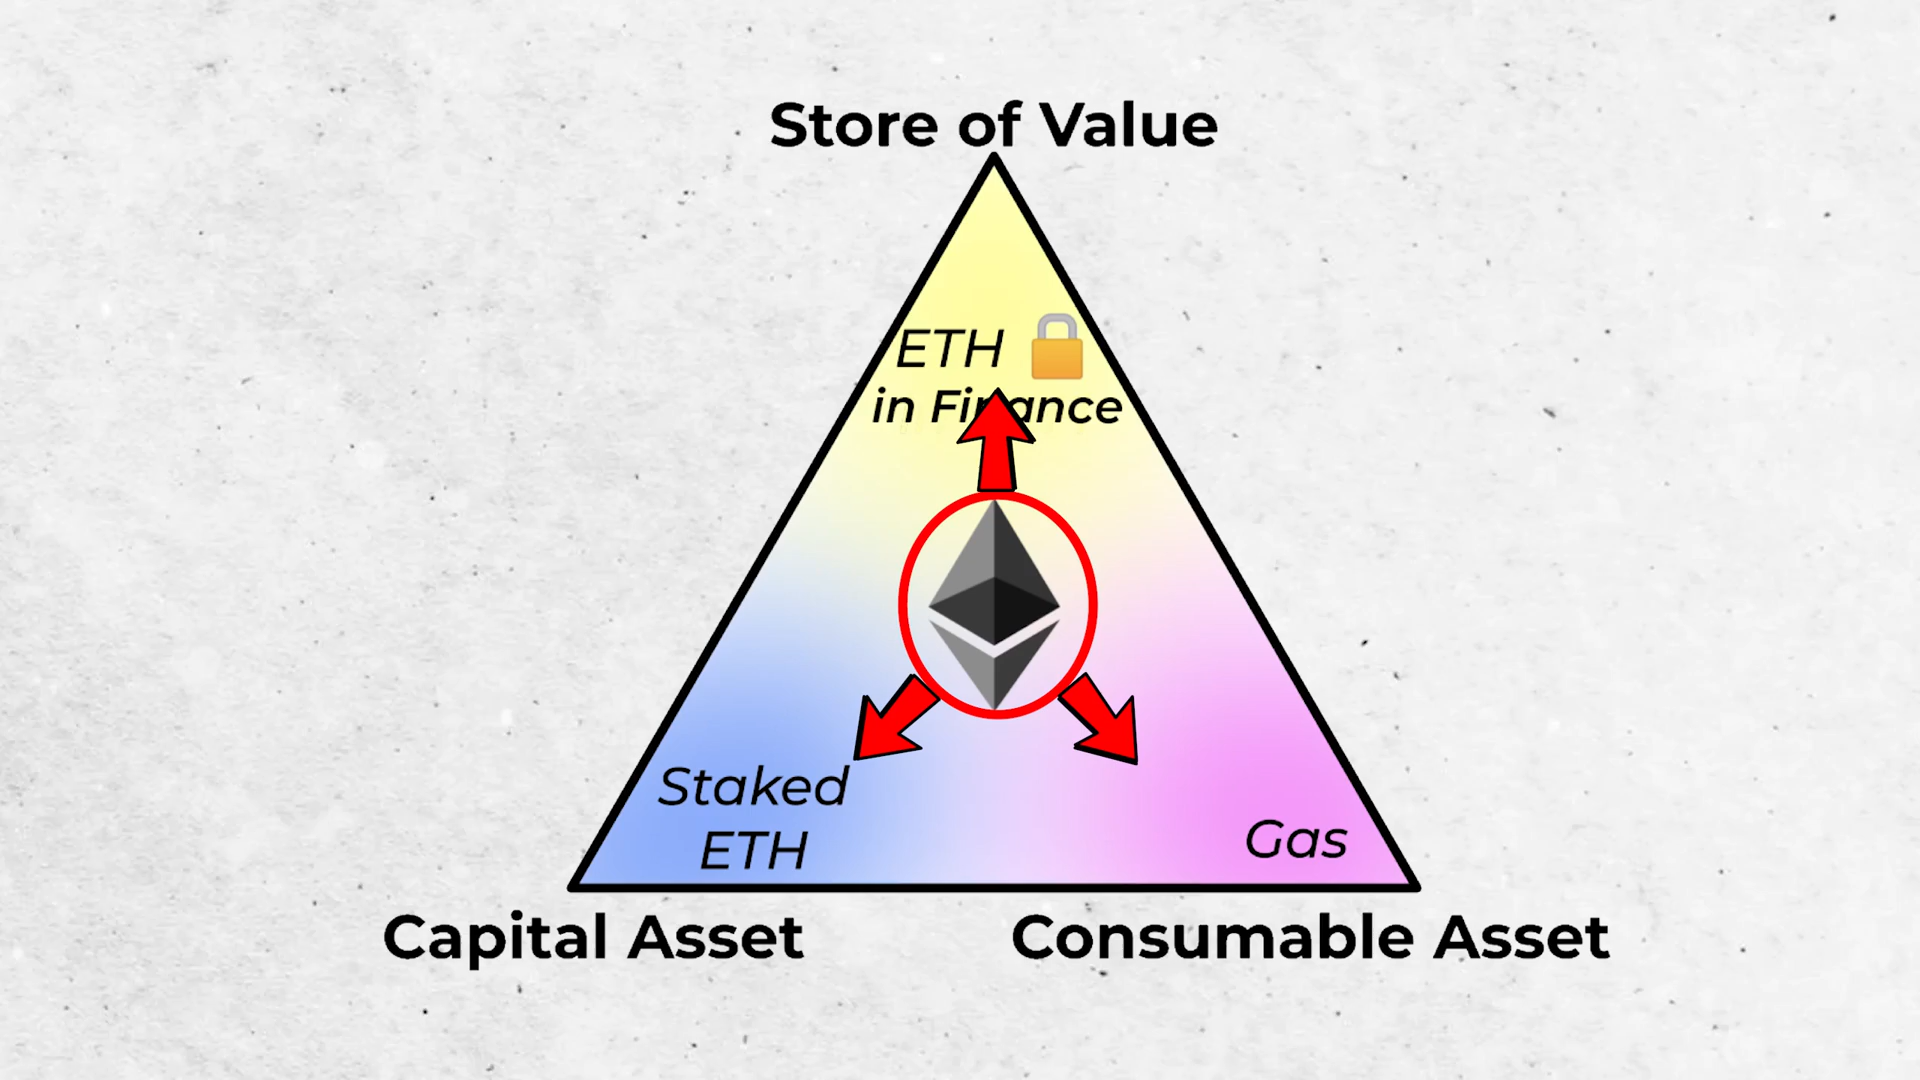 Store of Value
ETH
in Finance
Staked
ETH
Gas
Capital Asset
Consumable Asset